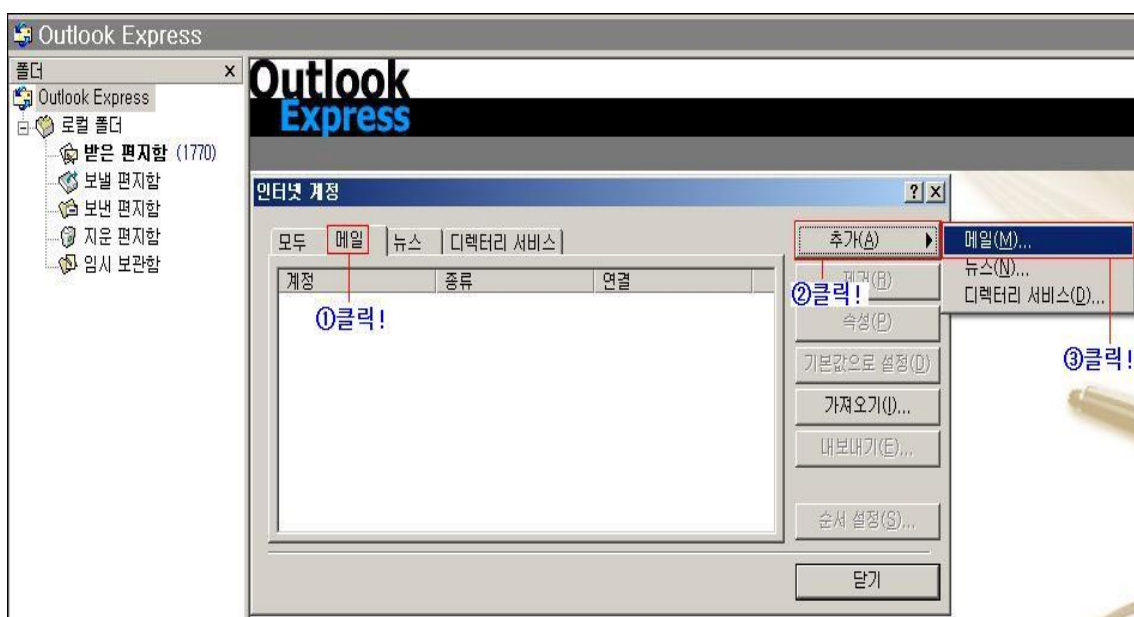 Outlook Express
폴더 x
Outlook Express
로컬 폴더
받은 편지함 (1770)
보낼 편지함
보낸 편지함
지운 편지함
임시 보관함
Outlook
Express
인터넷 계정 ? X
모두 메일 뉴스 디렉터리 서비스
계정 종류 연결
①클릭!
추가(A)
②클릭!
제거(R)
속성(P)
기본값으로 설정(D)
가져오기(I)...
내보내기(E)...
순서 설정(S)...
닫기
메일(M)...
뉴스(N)...
디렉터리 서비스(D)...
③클릭!